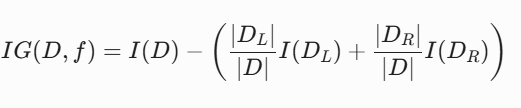 IG(D, f) = I(D) − ( |D_L|/|D| I(D_L) + |D_R|/|D| I(D_R) )